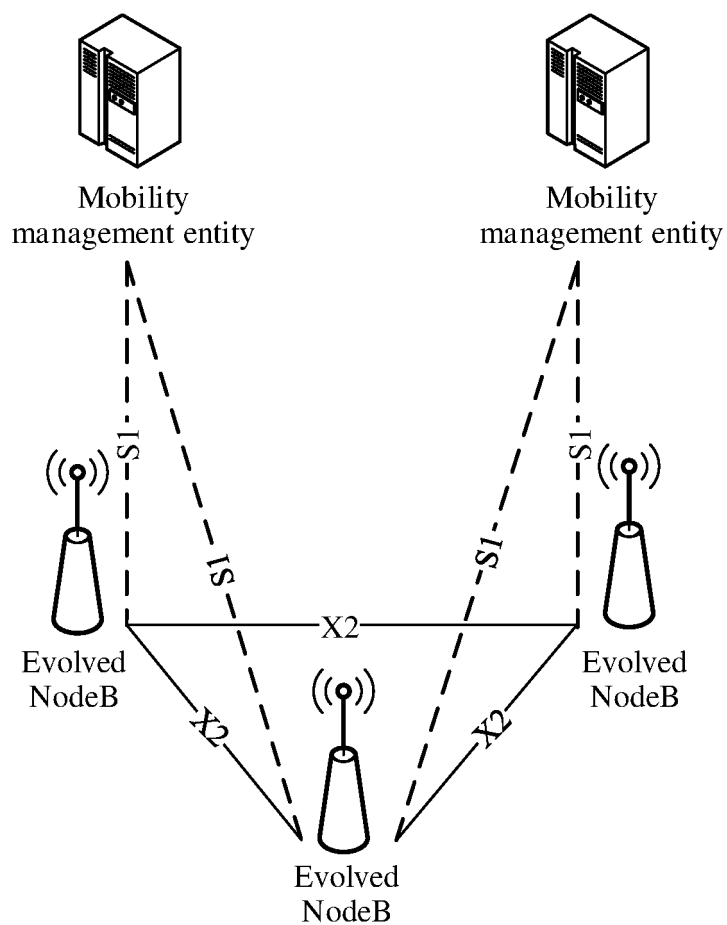 Mobility
management entity
Mobility
management entity
S1
S1
S1
S1
X2
Evolved
NodeB
Evolved
NodeB
X2
X2
Evolved
NodeB